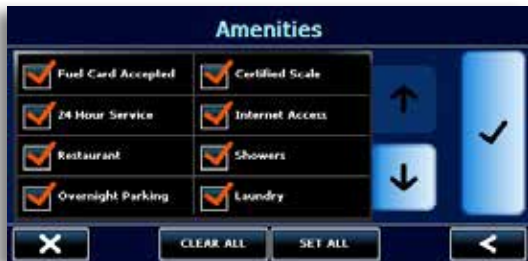 Amenities
Fuel Card Accepted
Certified Scale
24 Hour Service
Internet Access
Restaurant
Showers
Overnight Parking
Laundry
CLEAR ALL
SET ALL